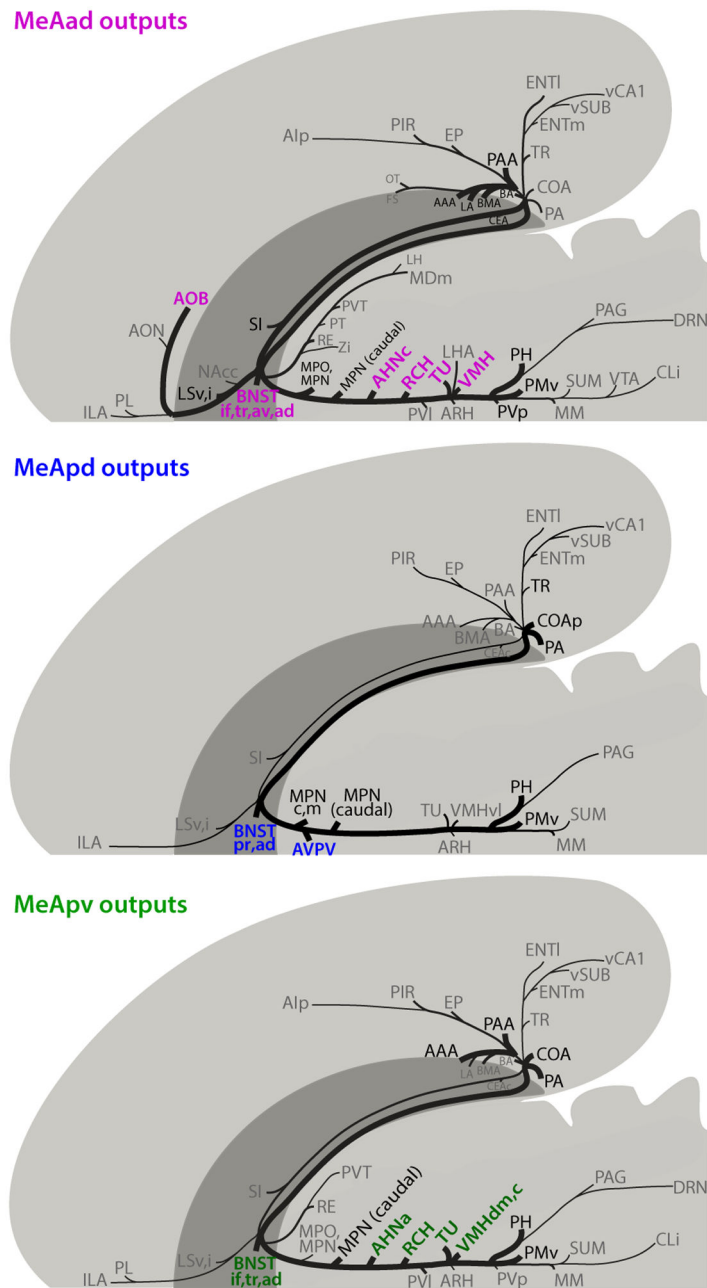 MeAad outputs
ENTl
vCA1
vSUB
ENTm
PIR
EP
AIp
PAA
TR
COA
PA
OT
FS
AAA
LA
BMA
BA
CEA
LH
MDm
AOB
AON
SI
PVT
PT
RE
Zi
NAcc
MPO,
MPN
MPN (caudal)
AHNc
RCH
TU
LHA
VMH
PH
PAG
DRN
PL
ILA
LSv,i
BNST
if,tr,av,ad
PVl
ARH
PVp
PMv
SUM
VTA
CLi
MM
MeApd outputs
ENTl
vCA1
vSUB
ENTm
PIR
EP
PAA
TR
AAA
BMA
BA
COAp
PA
CEAc
SI
LSv,i
ILA
BNST
pr,ad
MPN
c,m
MPN
(caudal)
AVPV
TU
VMHvl
ARH
PH
PAG
PMv
SUM
MM
MeApv outputs
ENTl
vCA1
vSUB
ENTm
AIp
PIR
EP
PAA
TR
AAA
LA
BMA
BA
COA
PA
CEAc
SI
PVT
RE
MPO,
MPN
MPN (caudal)
AHNa
RCH
TU
VMHdm,c
PH
PAG
DRN
PL
ILA
LSv,i
BNST
if,tr,ad
PVl
ARH
PVp
PMv
SUM
CLi
MM